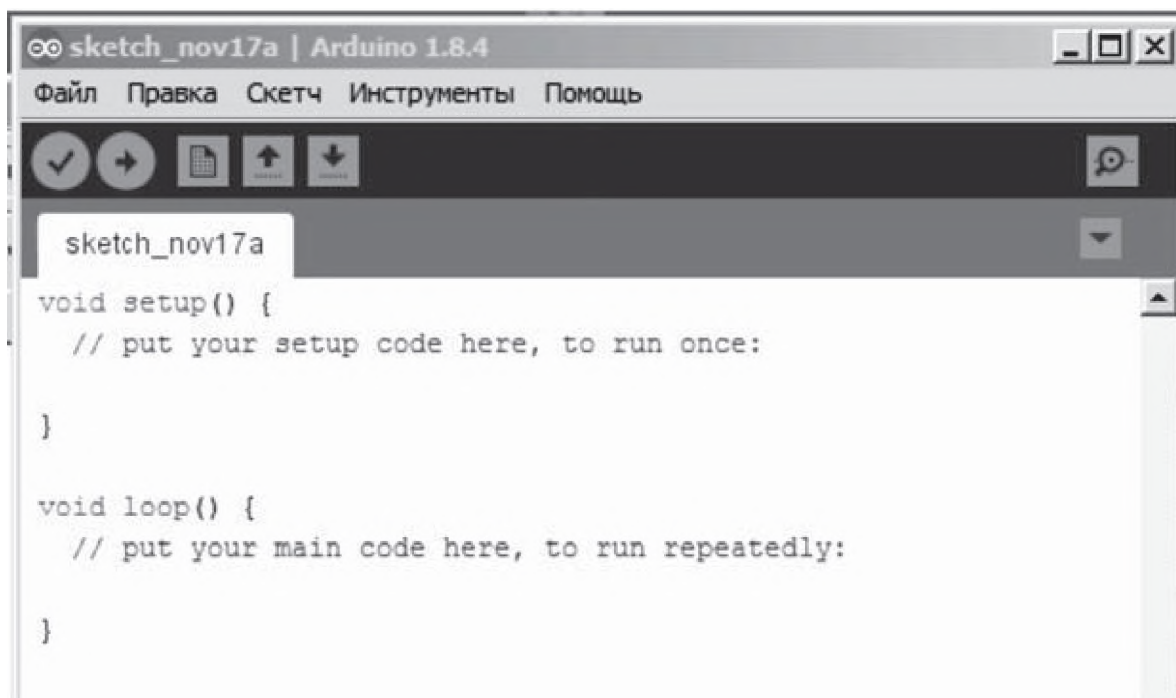 sketch_nov17a | Arduino 1.8.4
Файл Правка Скетч Инструменты Помощь
sketch_nov17a
void setup() {
  // put your setup code here, to run once:
}
void loop() {
  // put your main code here, to run repeatedly:
}